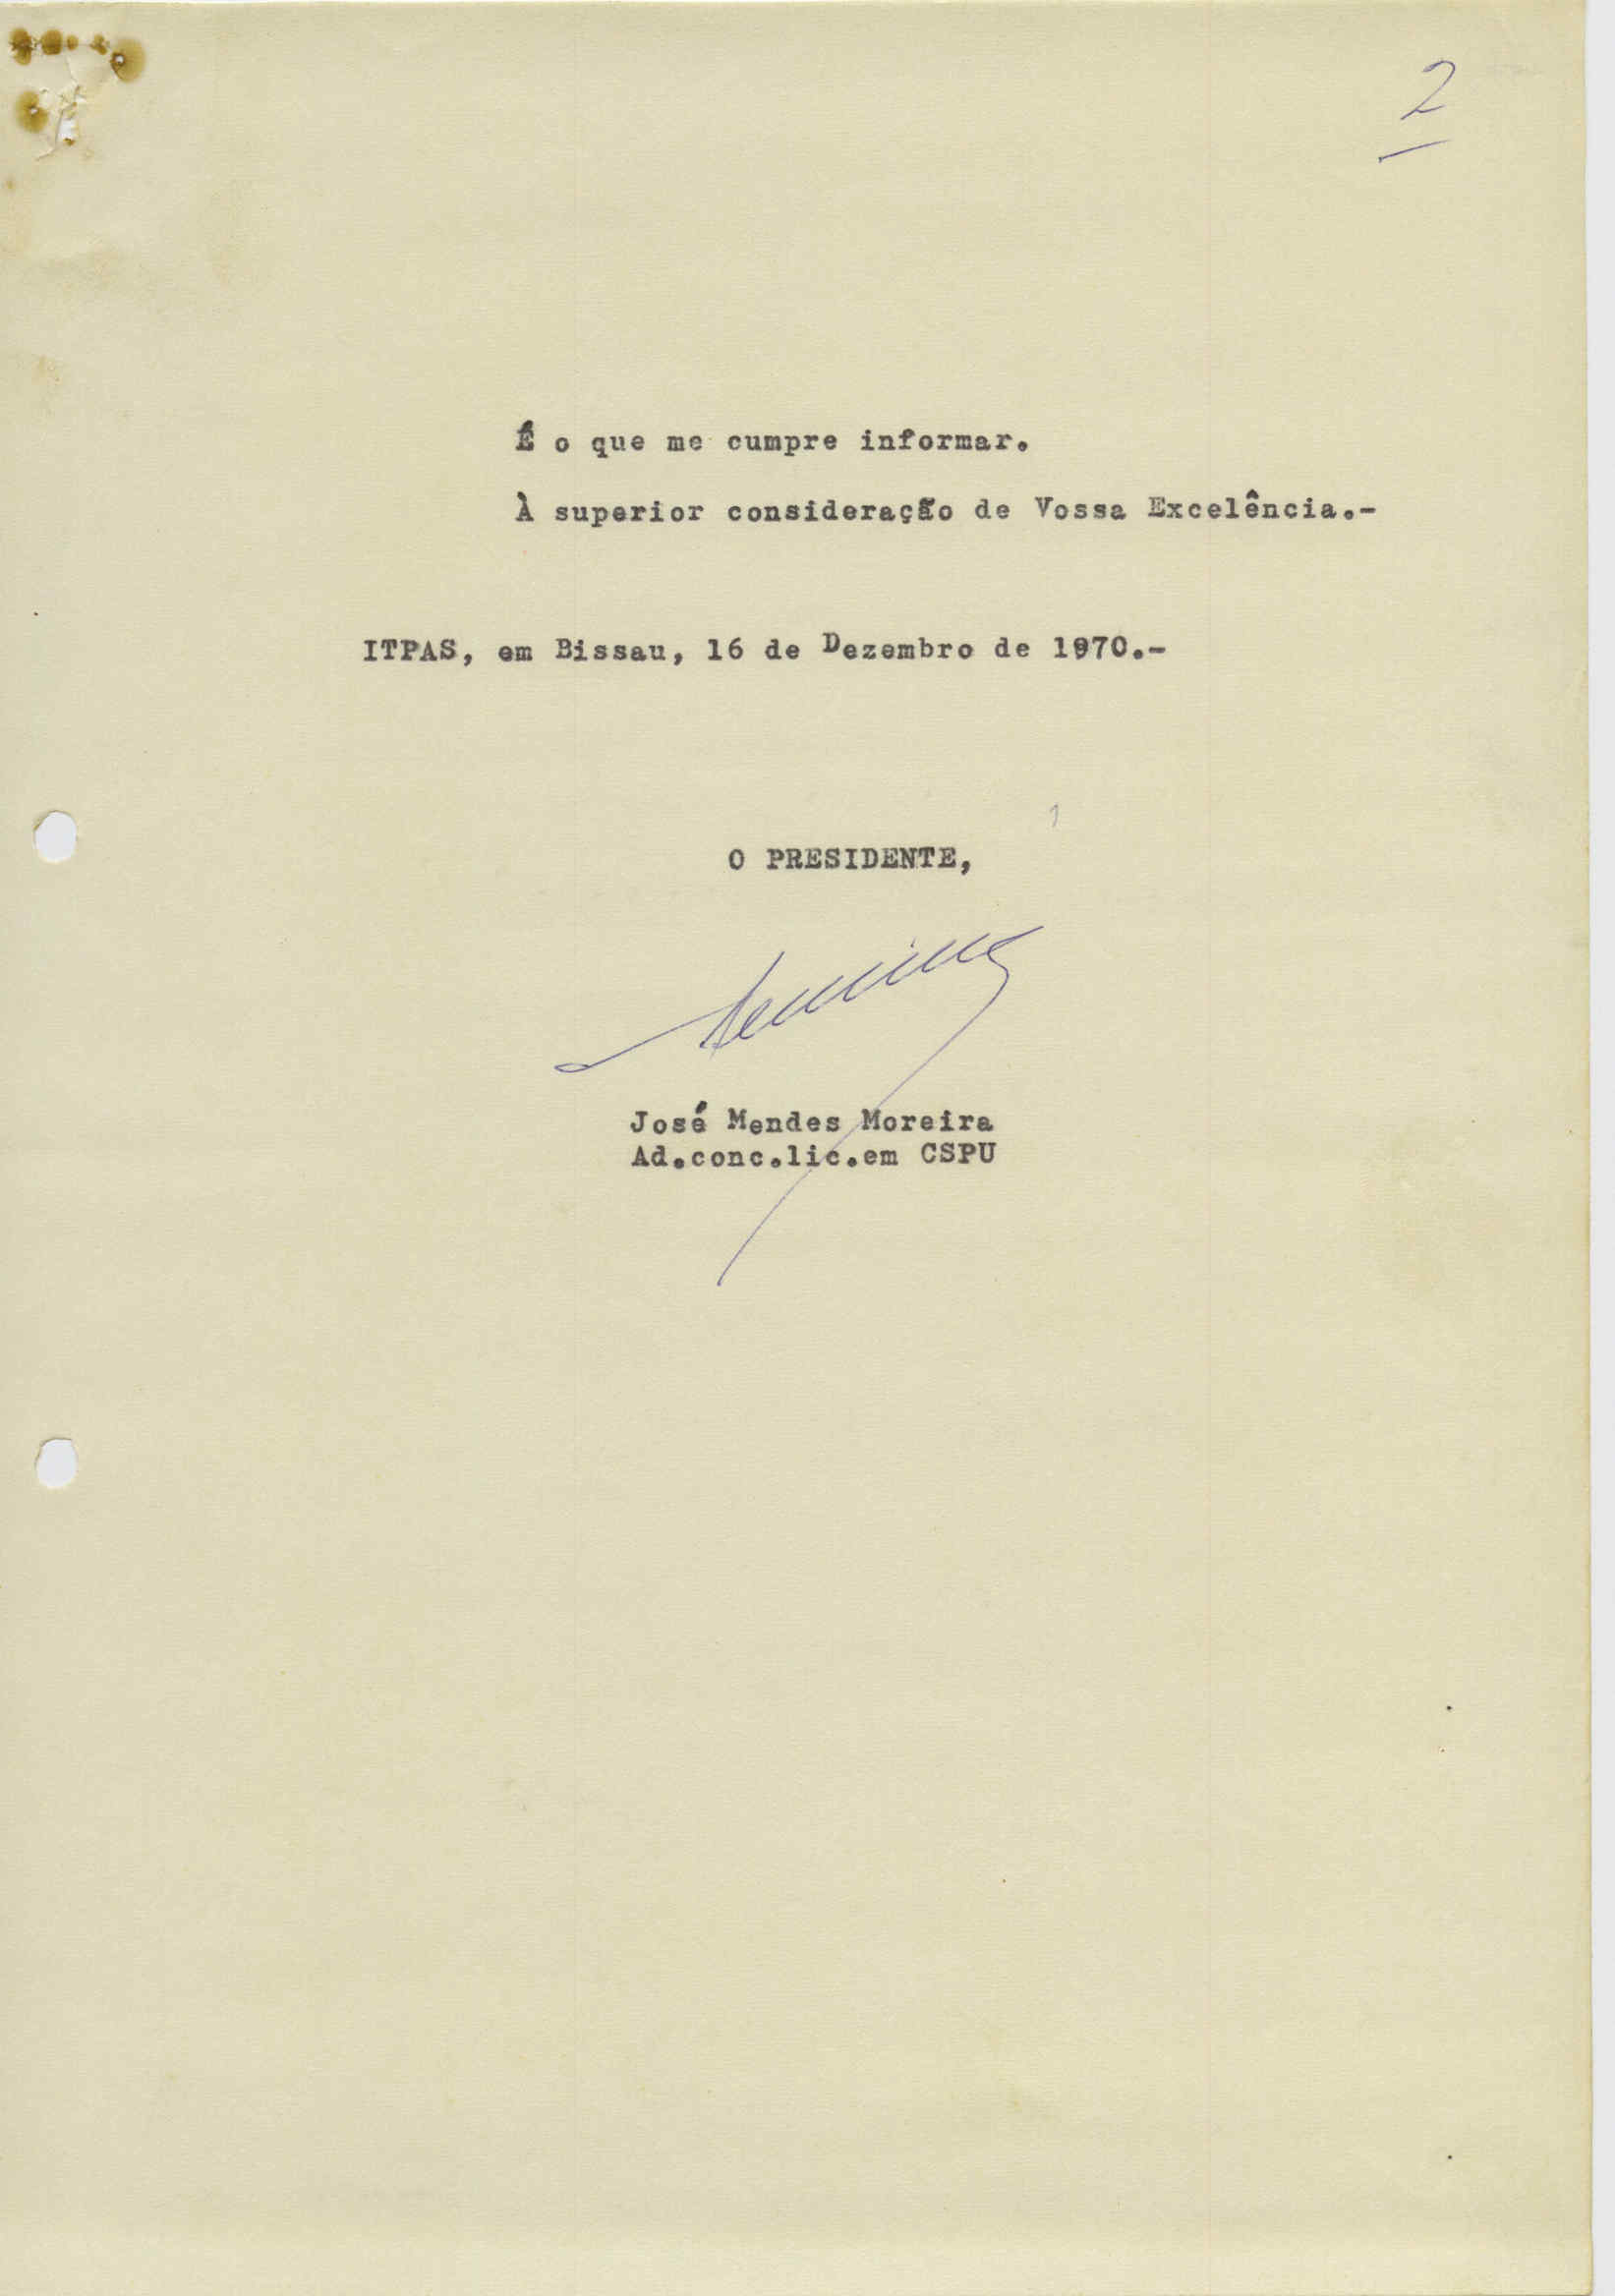 2
É o que me cumpre informar.
À superior consideração de Vossa Excelência.-
ITPAS, em Bissau, 16 de Dezembro de 1970.-
O PRESIDENTE,
José Mendes Moreira
Ad.conc.lic.em CSPU